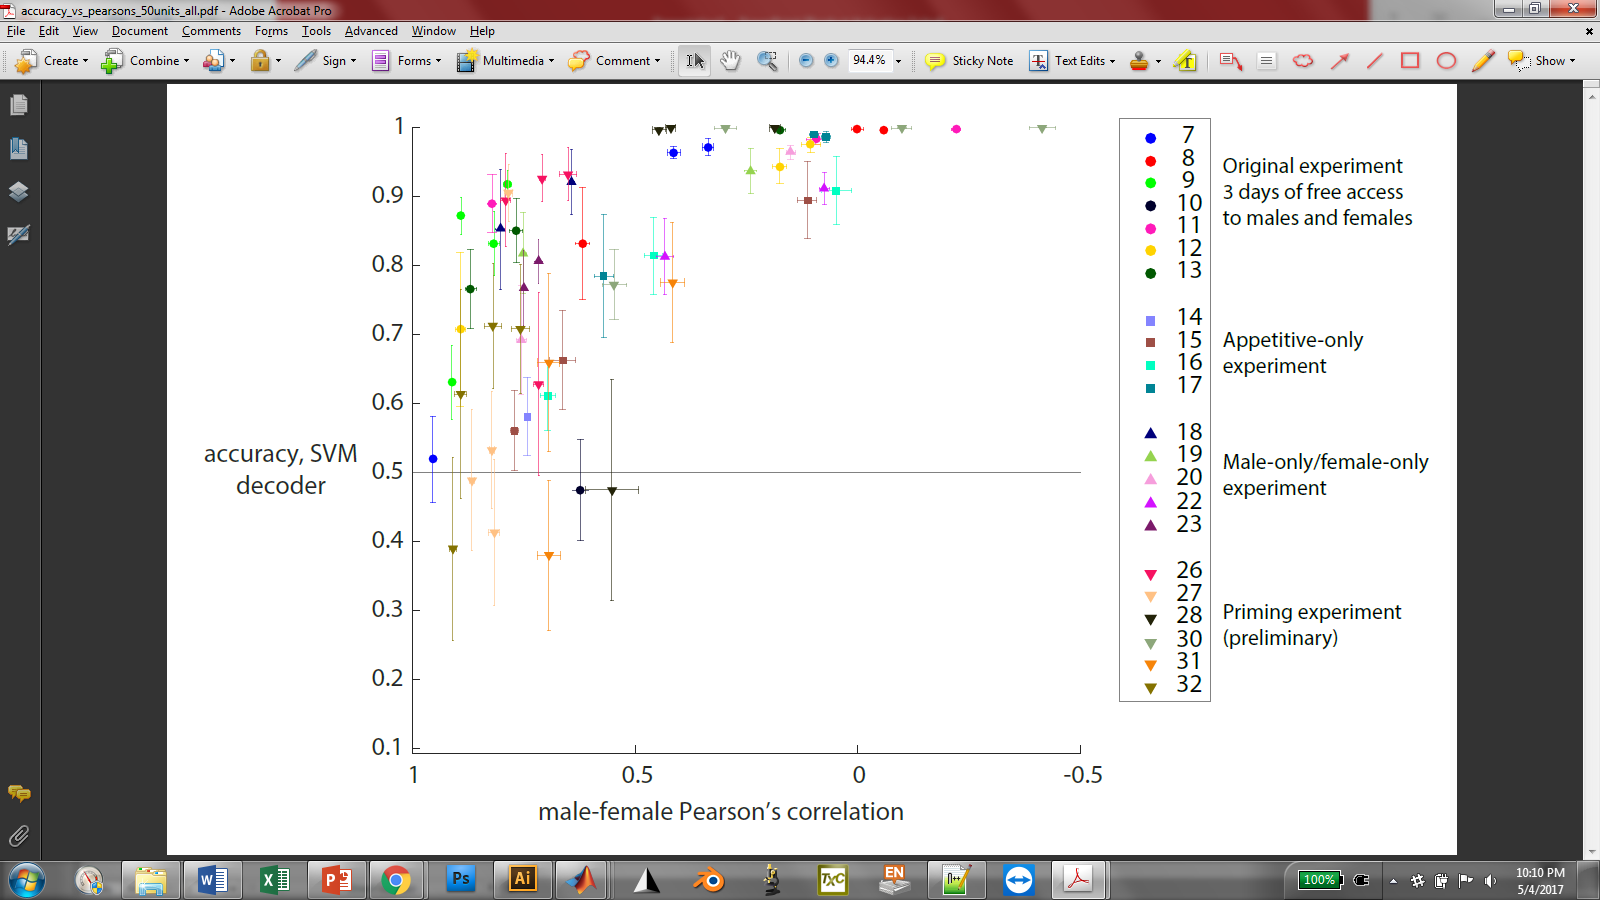 accuracy_vs_pearsons_50units_all.pdf - Adobe Acrobat Pro
File Edit View Document Comments Forms Tools Advanced Window Help
Create Combine Sign Forms Multimedia Comment 94.4% Sticky Note Text Edits Show
1
0.9
0.8
0.7
0.6
0.5
0.4
0.3
0.2
0.1
accuracy, SVM
decoder
1 0.5 0 -0.5
male-female Pearson's correlation
7
8
9
10
11
12
13
Original experiment
3 days of free access
to males and females
14
15
16
17
Appetitive-only
experiment
18
19
20
22
23
Male-only/female-only
experiment
26
27
28
30
31
32
Priming experiment
(preliminary)
W X P Ps Ai TXC EN 100%
10:10 PM
5/4/2017